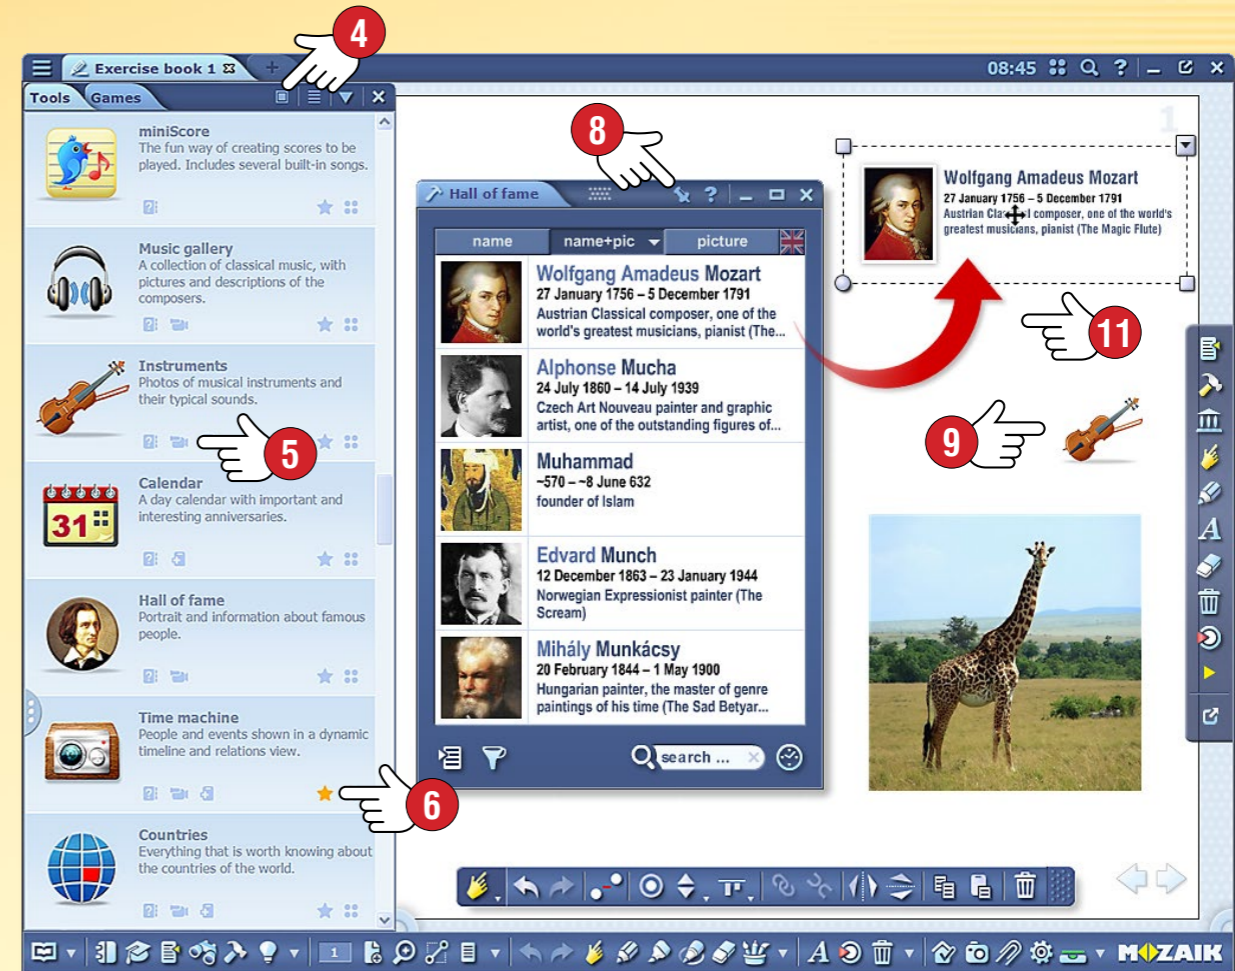 4
Exercise book 1
08:45
?
Tools Games
miniScore
The fun way of creating scores to be
played. Includes several built-in songs.
Music gallery
A collection of classical music, with
pictures and descriptions of the
composers.
Instruments
Photos of musical instruments and
their typical sounds.
5
Calendar
A day calendar with important and
interesting anniversaries.
31
Hall of fame
Portrait and information about famous
people.
Time machine
People and events shown in a dynamic
timeline and relations view.
6
Countries
Everything that is worth knowing about
the countries of the world.
8
Hall of fame
?
name name+pic picture
Wolfgang Amadeus Mozart
27 January 1756 – 5 December 1791
Austrian Classical composer, one of the
world's greatest musicians, pianist (The...
Alphonse Mucha
24 July 1860 – 14 July 1939
Czech Art Nouveau painter and graphic
artist, one of the outstanding figures of...
Muhammad
~570 – ~8 June 632
founder of Islam
Edvard Munch
12 December 1863 – 23 January 1944
Norwegian Expressionist painter (The
Scream)
Mihály Munkácsy
20 February 1844 – 1 May 1900
Hungarian painter, the master of genre
paintings of his time (The Sad Betyar...
search ...
1
Wolfgang Amadeus Mozart
27 January 1756 – 5 December 1791
Austrian Classical composer, one of the world's
greatest musicians, pianist (The Magic Flute)
11
9
A
1
A
MOZAIK